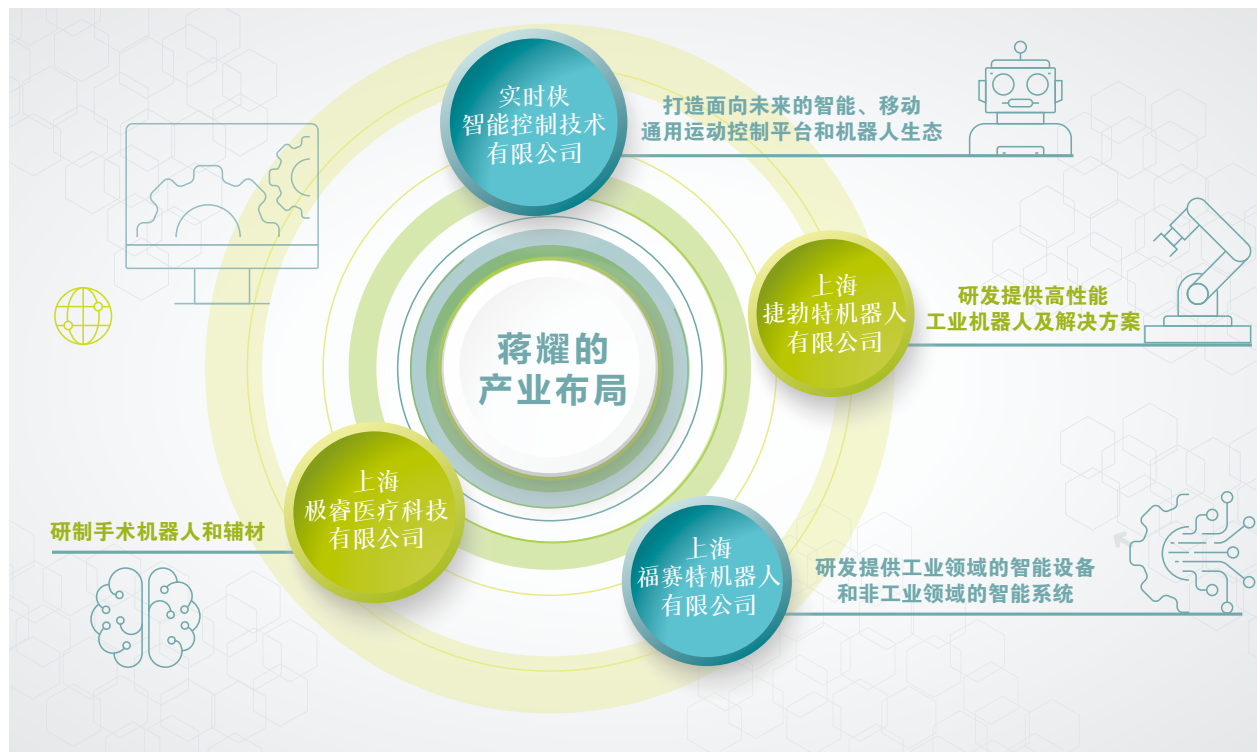 实时侠
智能控制技术
有限公司
打造面向未来的智能、移动
通用运动控制平台和机器人生态
上海
捷勃特机器人
有限公司
研发提供高性能
工业机器人及解决方案
蒋耀的
产业布局
上海
极睿医疗科技
有限公司
研制手术机器人和辅材
上海
福赛特机器人
有限公司
研发提供工业领域的智能设备
和非工业领域的智能系统